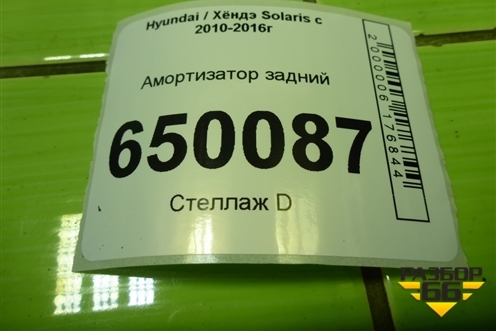 Hyundai / Хёндэ Solaris с
2010-2016г
Амортизатор задний
650087
Стеллаж D
2000006176844
РАЗБОР
66